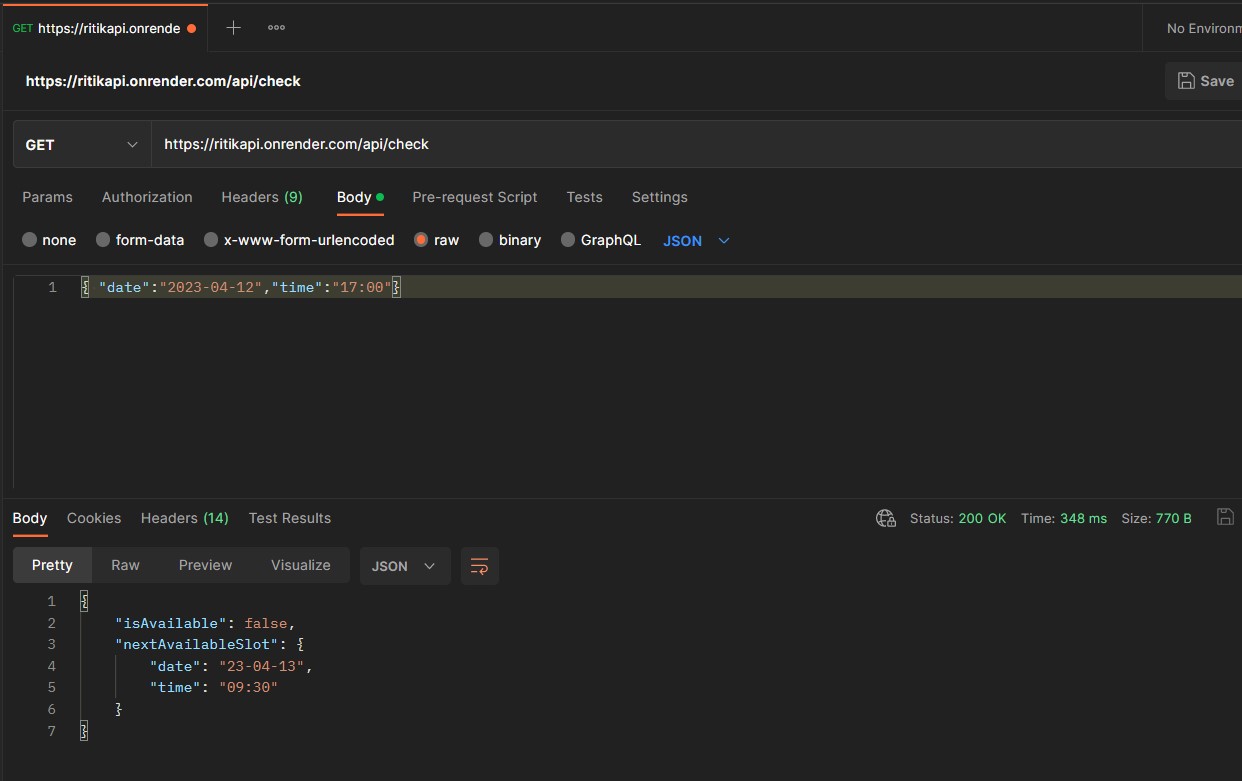 GET https://ritikapi.onrende
No Environm
https://ritikapi.onrender.com/api/check
Save
GET https://ritikapi.onrender.com/api/check
Params Authorization Headers (9) Body Pre-request Script Tests Settings
none form-data x-www-form-urlencoded raw binary GraphQL JSON
1 { "date":"2023-04-12","time":"17:00"}
Body Cookies Headers (14) Test Results Status: 200 OK Time: 348 ms Size: 770 B
Pretty Raw Preview Visualize JSON
1 {
2 "isAvailable": false,
3 "nextAvailableSlot": {
4 "date": "23-04-13",
5 "time": "09:30"
6 }
7 }